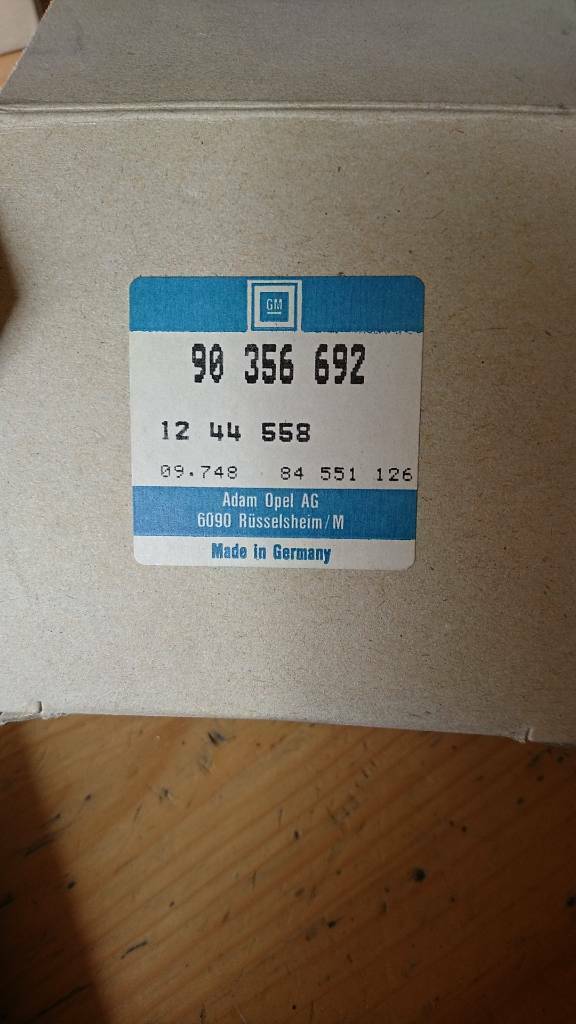 GM
90 356 692
12 44 558
09.748 84 551 126
Adam Opel AG
6090 Rüsselsheim/M
Made in Germany